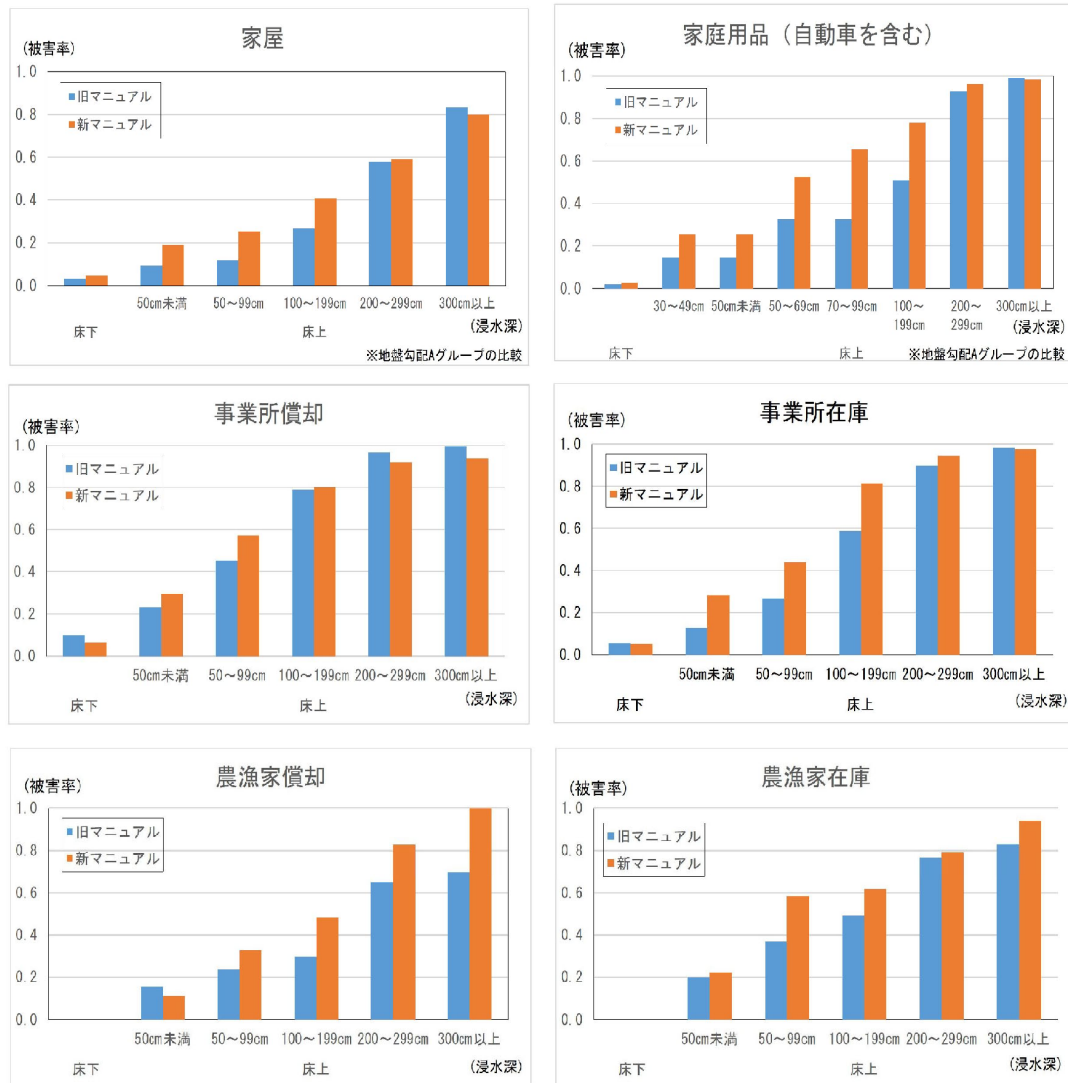 家屋
(被害率)
1.0
0.8
0.6
0.4
0.2
0.0
旧マニュアル
新マニュアル
50cm未満 50～99cm 100～199cm 200～299cm 300cm以上
(浸水深)
床下 床上
※地盤勾配Aグループの比較
家庭用品（自動車を含む）
(被害率)
1.0
0.8
0.6
0.4
0.2
0.0
旧マニュアル
新マニュアル
30～49cm 50cm未満 50～69cm 70～99cm 100～ 200～ 300cm以上
199cm 299cm (浸水深)
床下 床上
※地盤勾配Aグループの比較
事業所償却
(被害率)
1.0
0.8
0.6
0.4
0.2
0.0
旧マニュアル
新マニュアル
50cm未満 50～99cm 100～199cm 200～299cm 300cm以上
(浸水深)
床下 床上
事業所在庫
(被害率)
1.0
0.8
0.6
0.4
0.2
0.0
旧マニュアル
新マニュアル
50cm未満 50～99cm 100～199cm 200～299cm 300cm以上
(浸水深)
床下 床上
農漁家償却
(被害率)
1.0
0.8
0.6
0.4
0.2
0.0
旧マニュアル
新マニュアル
50cm未満 50～99cm 100～199cm 200～299cm 300cm以上
(浸水深)
床下 床上
農漁家在庫
(被害率)
1.0
0.8
0.6
0.4
0.2
0.0
旧マニュアル
新マニュアル
50cm未満 50～99cm 100～199cm 200～299cm 300cm以上
(浸水深)
床下 床上